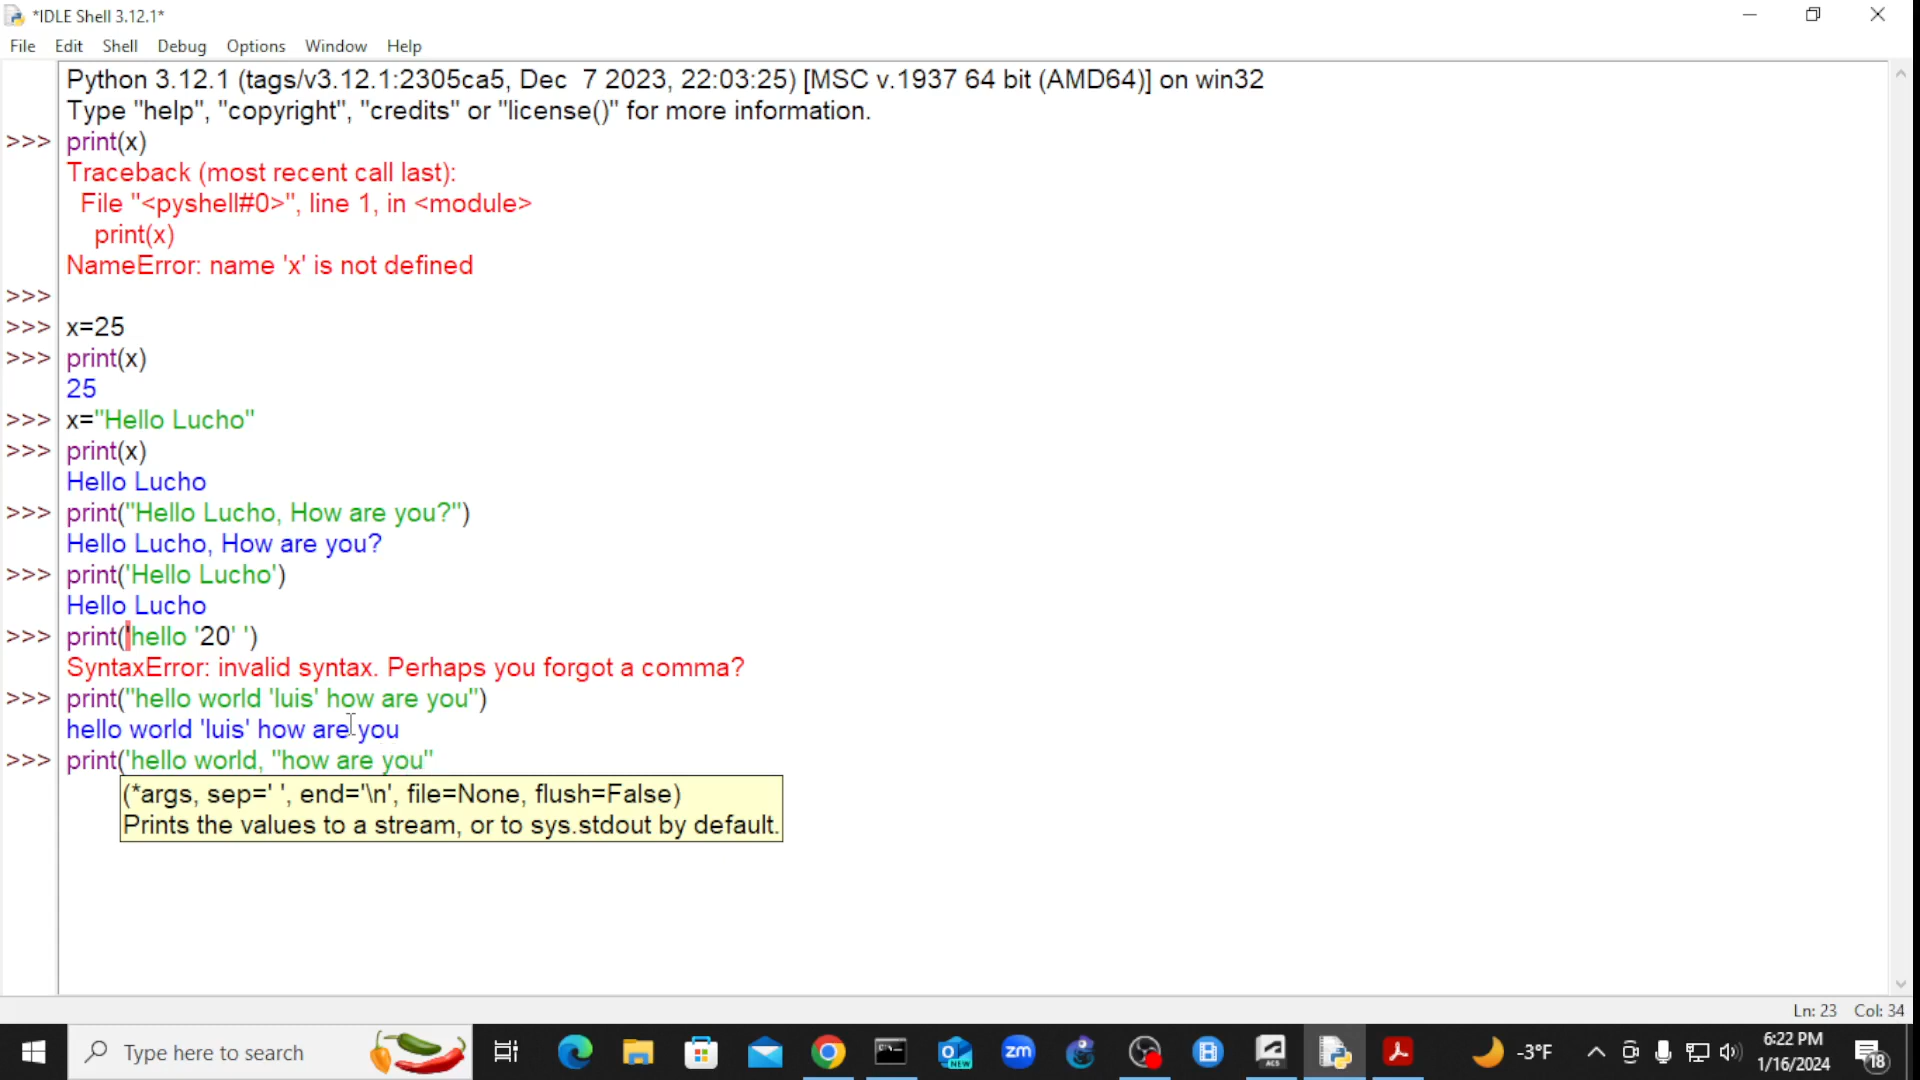 *IDLE Shell 3.12.1*
File Edit Shell Debug Options Window Help
Python 3.12.1 (tags/v3.12.1:2305ca5, Dec  7 2023, 22:03:25) [MSC v.1937 64 bit (AMD64)] on win32
Type "help", "copyright", "credits" or "license()" for more information.
>>> print(x)
Traceback (most recent call last):
  File "<pyshell#0>", line 1, in <module>
    print(x)
NameError: name 'x' is not defined
>>>
>>> x=25
>>> print(x)
25
>>> x="Hello Lucho"
>>> print(x)
Hello Lucho
>>> print("Hello Lucho, How are you?")
Hello Lucho, How are you?
>>> print('Hello Lucho')
Hello Lucho
>>> print('hello '20' ')
SyntaxError: invalid syntax. Perhaps you forgot a comma?
>>> print("hello world 'luis' how are you")
hello world 'luis' how are you
>>> print('hello world, "how are you"
(*args, sep=' ', end='\n', file=None, flush=False)
Prints the values to a stream, or to sys.stdout by default.
Ln: 23 Col: 34
Type here to search
NEW
zm
ACS
-3°F
6:22 PM
1/16/2024
18